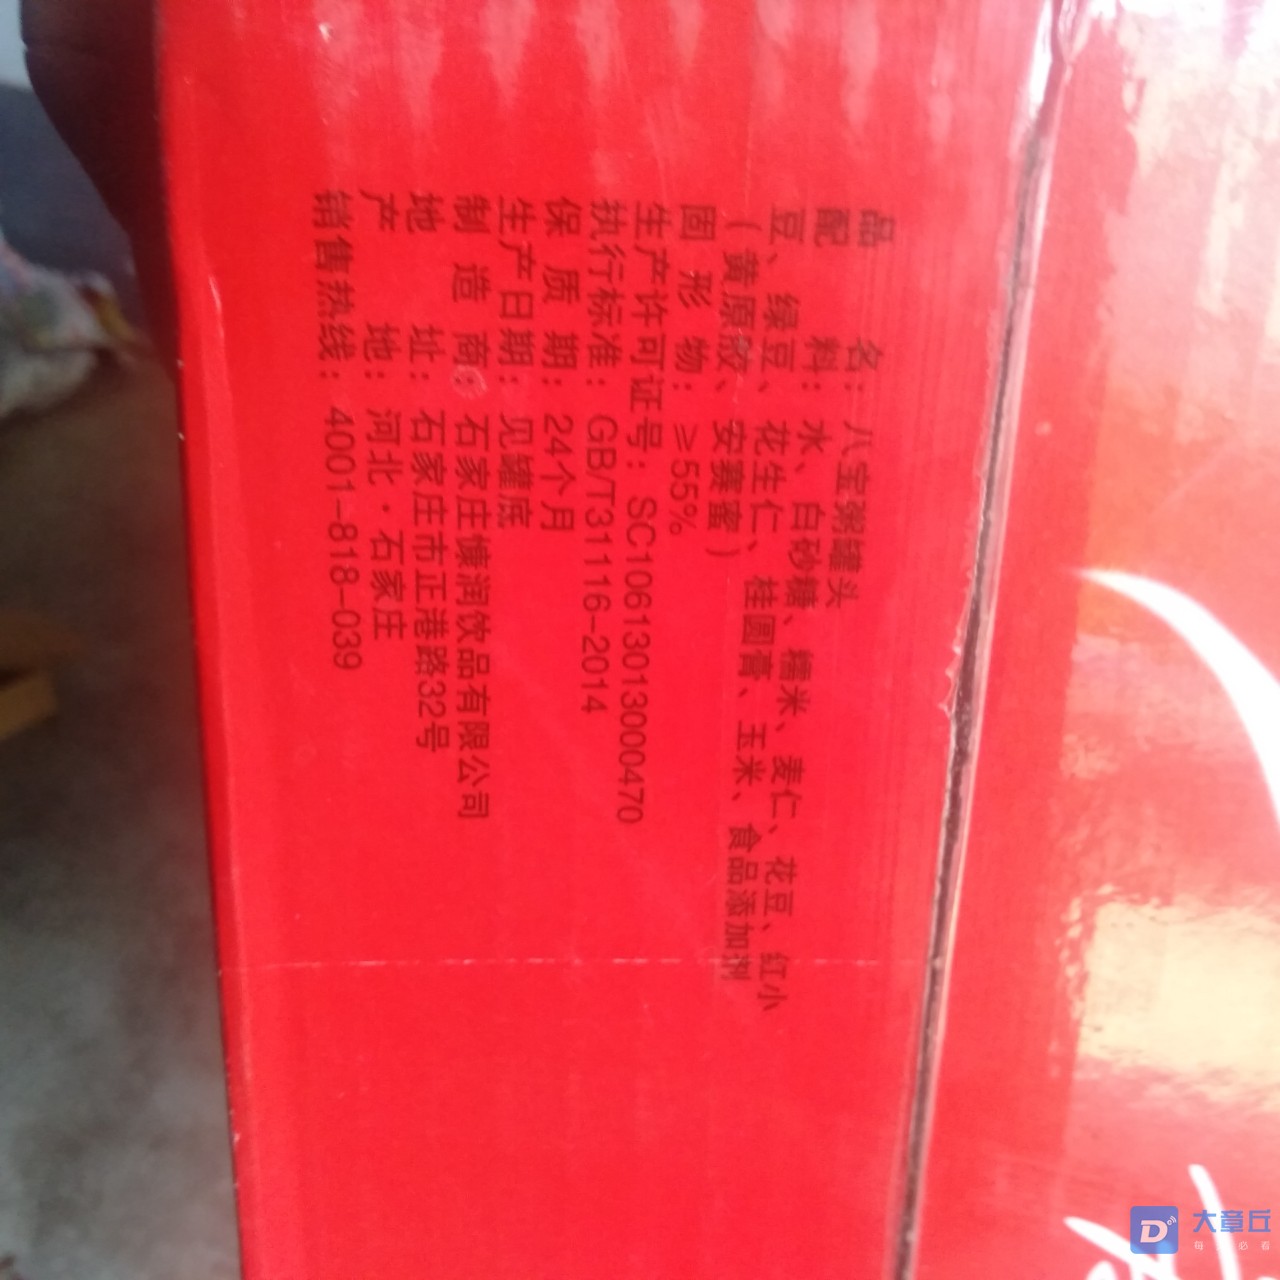 品名：八宝粥罐头
配料：水、白砂糖、糯米、麦仁、花豆、红小
豆、绿豆、花生仁、桂圆膏、玉米、食品添加剂
(黄原胶、安赛蜜)
固形物：≥55%
生产许可证号：SC10613013000470
执行标准：GB/T31116-2014
保质期：24个月
生产日期：见罐底
制造商：石家庄慷润饮品有限公司
地址：石家庄市正港路32号
产地：河北·石家庄
销售热线：4001-818-039
大章丘